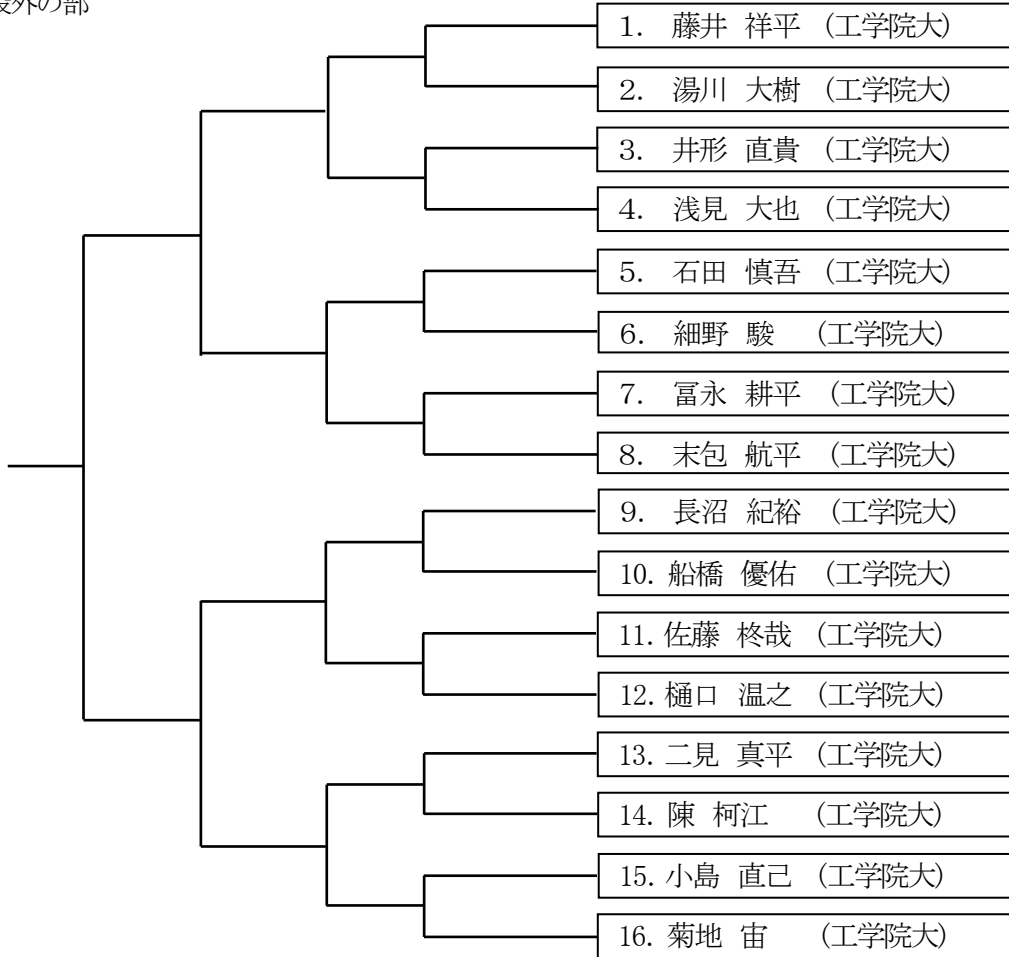 段外の部
1. 藤井 祥平 (工学院大)
2. 湯川 大樹 (工学院大)
3. 井形 直貴 (工学院大)
4. 浅見 大也 (工学院大)
5. 石田 慎吾 (工学院大)
6. 細野 駿 (工学院大)
7. 冨永 耕平 (工学院大)
8. 末包 航平 (工学院大)
9. 長沼 紀裕 (工学院大)
10. 船橋 優佑 (工学院大)
11. 佐藤 柊哉 (工学院大)
12. 樋口 温之 (工学院大)
13. 二見 真平 (工学院大)
14. 陳 柯江 (工学院大)
15. 小島 直己 (工学院大)
16. 菊地 宙 (工学院大)